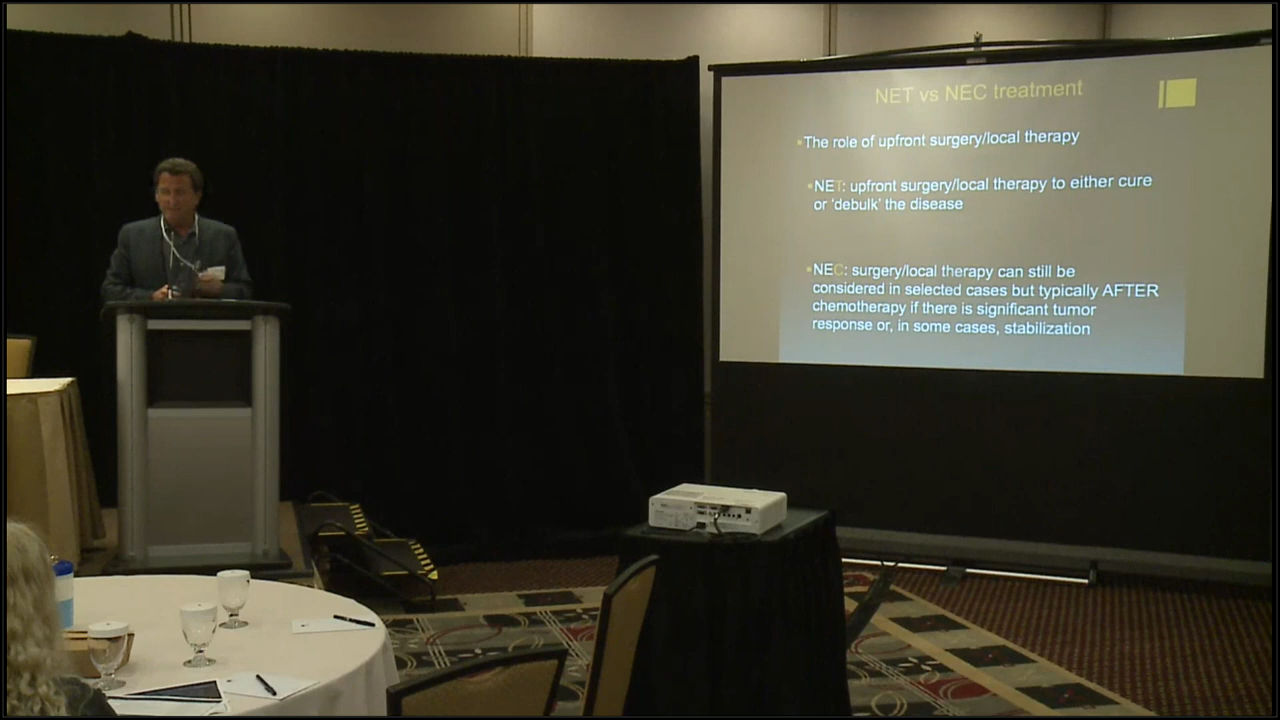 NET vs NEC treatment
The role of upfront surgery/local therapy
NET: upfront surgery/local therapy to either cure
or 'debulk' the disease
NEC: surgery/local therapy can still be
considered in selected cases but typically AFTER
chemotherapy if there is significant tumor
response or, in some cases, stabilization